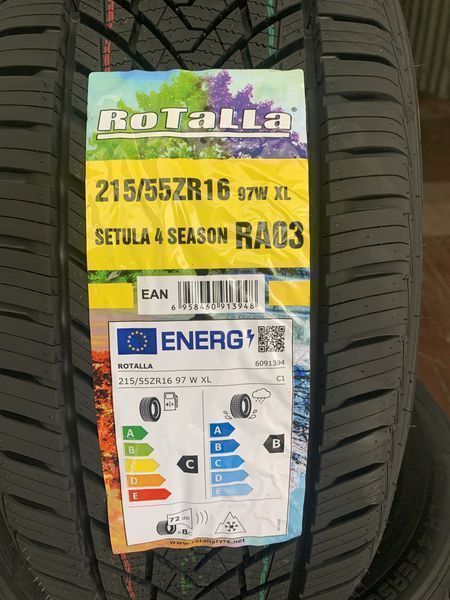 RoTalla®
215/55ZR16 97W XL
SETULA 4 SEASON RA03
EAN
6 958460 913948
ENERG
ROTALLA 6091394
215/55ZR16 97 W XL C1
A A
B B B
C C C
D D
E E
72 dB
ABC
www.rotallatyre.net